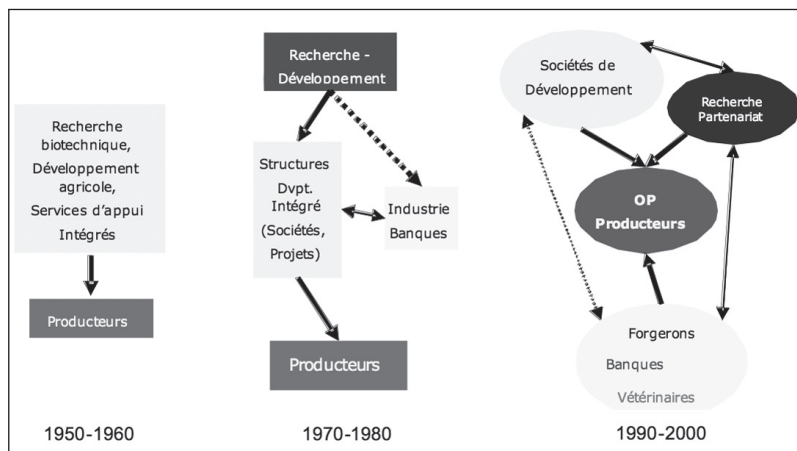 Recherche
biotechnique,
Développement
agricole,
Services d'appui
Intégrés
Producteurs
1950-1960
Recherche -
Développement
Structures
Dvpt.
Intégré
(Sociétés,
Projets)
Industrie
Banques
Producteurs
1970-1980
Sociétés de
Développement
Recherche
Partenariat
OP
Producteurs
Forgerons
Banques
Vétérinaires
1990-2000